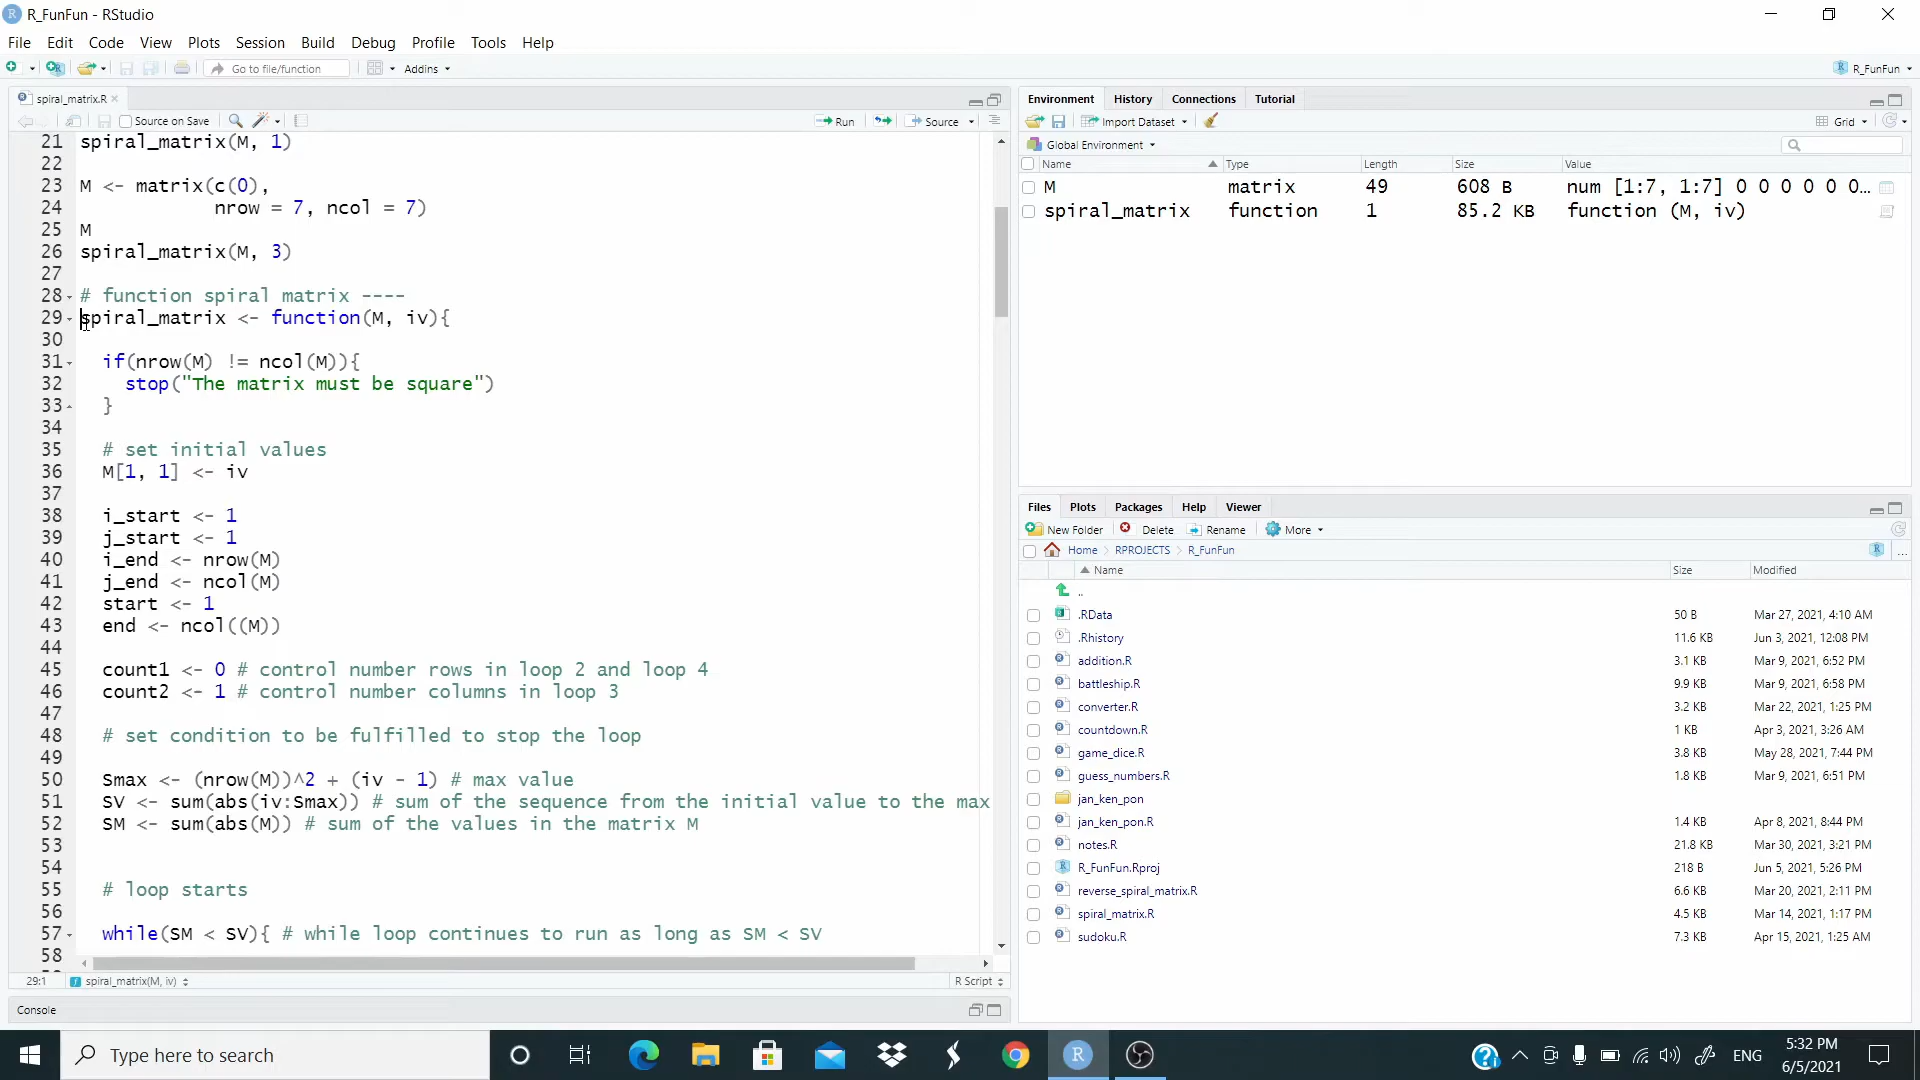 R_FunFun - RStudio
File Edit Code View Plots Session Build Debug Profile Tools Help
Go to file/function Addins R_FunFun
spiral_matrix.R
Source on Save Run Source
21 spiral_matrix(M, 1)
22
23 M <- matrix(c(0),
24 nrow = 7, ncol = 7)
25 M
26 spiral_matrix(M, 3)
27
28 # function spiral matrix ----
29 spiral_matrix <- function(M, iv){
30
31 if(nrow(M) != ncol(M)){
32 stop("The matrix must be square")
33 }
34
35 # set initial values
36 M[1, 1] <- iv
37
38 i_start <- 1
39 j_start <- 1
40 i_end <- nrow(M)
41 j_end <- ncol(M)
42 start <- 1
43 end <- ncol((M))
44
45 count1 <- 0 # control number rows in loop 2 and loop 4
46 count2 <- 1 # control number columns in loop 3
47
48 # set condition to be fulfilled to stop the loop
49
50 Smax <- (nrow(M))^2 + (iv - 1) # max value
51 SV <- sum(abs(iv:Smax)) # sum of the sequence from the initial value to the max
52 SM <- sum(abs(M)) # sum of the values in the matrix M
53
54
55 # loop starts
56
57 while(SM < SV){ # while loop continues to run as long as SM < SV
58
29:1 spiral_matrix(M, iv) R Script
Console
Environment History Connections Tutorial
Import Dataset Grid
Global Environment
Name Type Length Size Value
M matrix 49 608 B num [1:7, 1:7] 0 0 0 0 0 0...
spiral_matrix function 1 85.2 KB function (M, iv)
Files Plots Packages Help Viewer
New Folder Delete Rename More
Home RPROJECTS R_FunFun ...
Name Size Modified
..
.RData 50 B Mar 27, 2021, 4:10 AM
.Rhistory 11.6 KB Jun 3, 2021, 12:08 PM
addition.R 3.1 KB Mar 9, 2021, 6:52 PM
battleship.R 9.9 KB Mar 9, 2021, 6:58 PM
converter.R 3.2 KB Mar 22, 2021, 1:25 PM
countdown.R 1 KB Apr 3, 2021, 3:26 AM
game_dice.R 3.8 KB May 28, 2021, 7:44 PM
guess_numbers.R 1.8 KB Mar 9, 2021, 6:51 PM
jan_ken_pon
jan_ken_pon.R 1.4 KB Apr 8, 2021, 8:44 PM
notes.R 21.8 KB Mar 30, 2021, 3:21 PM
R_FunFun.Rproj 218 B Jun 5, 2021, 5:26 PM
reverse_spiral_matrix.R 6.6 KB Mar 20, 2021, 2:11 PM
spiral_matrix.R 4.5 KB Mar 14, 2021, 1:17 PM
sudoku.R 7.3 KB Apr 15, 2021, 1:25 AM
Type here to search
ENG
5:32 PM
6/5/2021